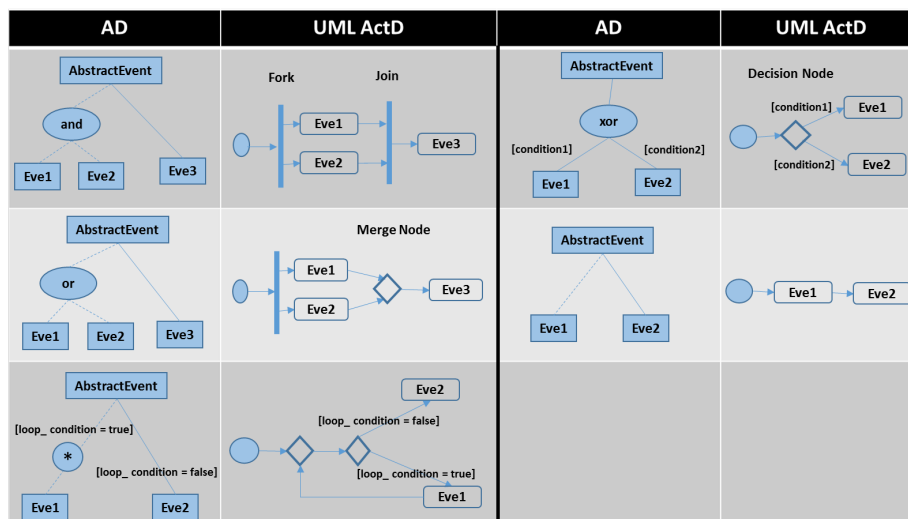 AD
UML ActD
AD
UML ActD
AbstractEvent
and
Eve1
Eve2
Eve3
Fork
Join
Eve1
Eve2
Eve3
AbstractEvent
xor
[condition1]
[condition2]
Eve1
Eve2
Decision Node
[condition1]
Eve1
[condition2]
Eve2
AbstractEvent
or
Eve1
Eve2
Eve3
Merge Node
Eve1
Eve2
Eve3
AbstractEvent
Eve1
Eve2
Eve1
Eve2
AbstractEvent
[loop_ condition = true]
*
[loop_ condition = false]
Eve1
Eve2
Eve2
[loop_ condition = false]
[loop_ condition = true]
Eve1